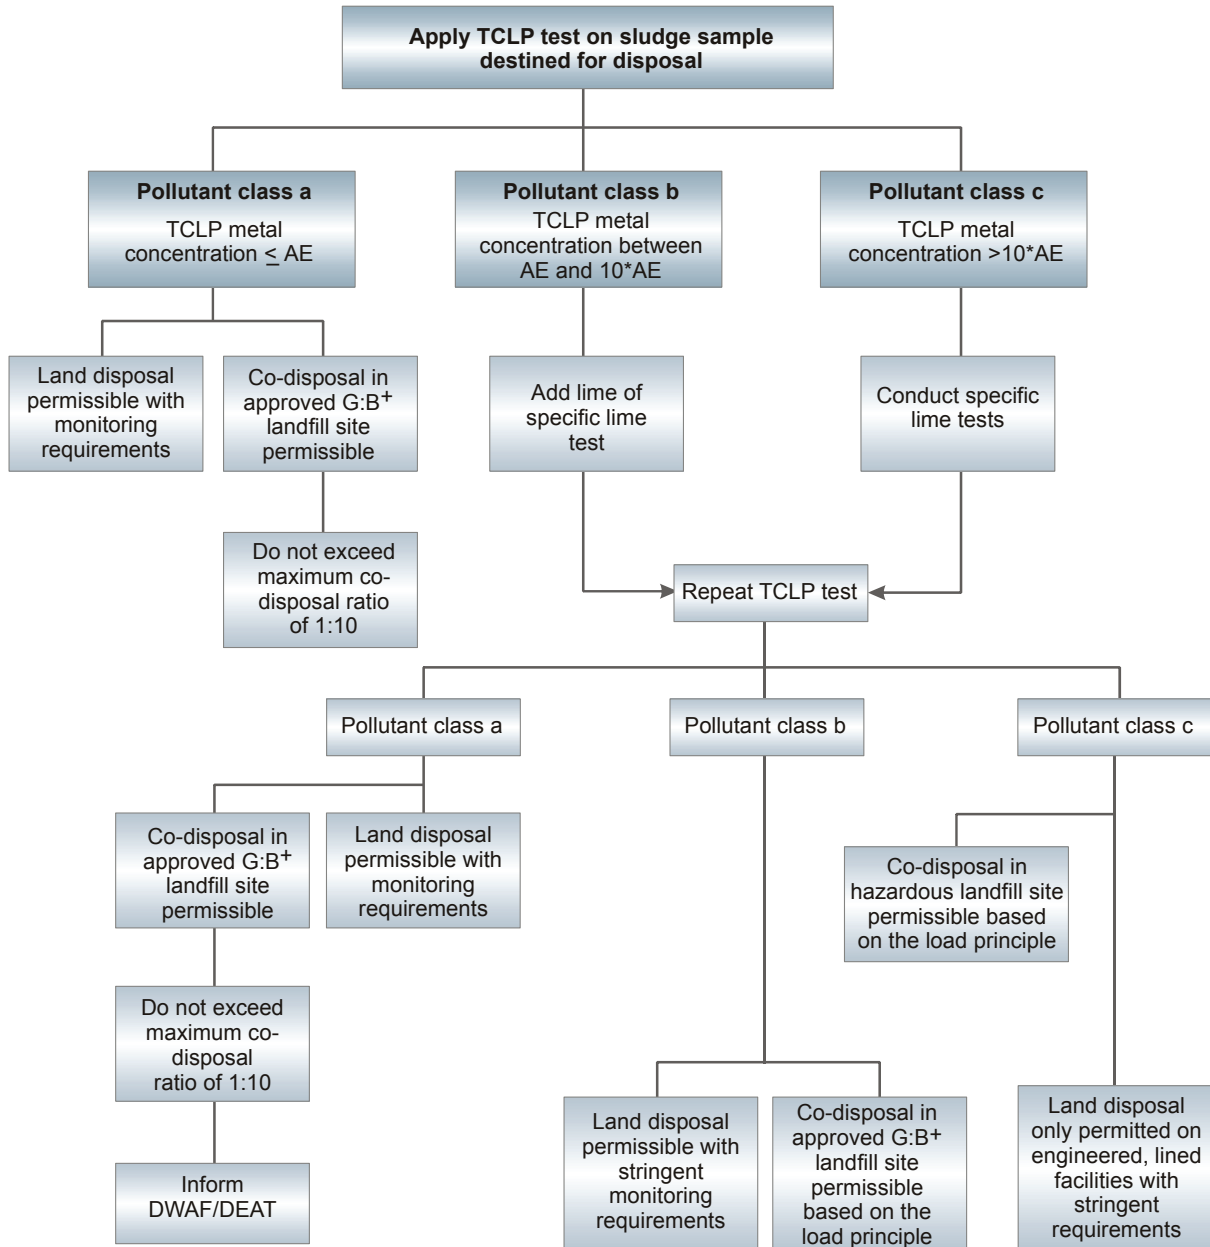 Apply TCLP test on sludge sample
destined for disposal
Pollutant class a
TCLP metal
concentration ≤ AE
Pollutant class b
TCLP metal
concentration between
AE and 10*AE
Pollutant class c
TCLP metal
concentration >10*AE
Land disposal
permissible with
monitoring
requirements
Co-disposal in
approved G:B+
landfill site
permissible
Add lime of
specific lime
test
Conduct specific
lime tests
Do not exceed
maximum co-
disposal ratio
of 1:10
Repeat TCLP test
Pollutant class a
Pollutant class b
Pollutant class c
Co-disposal in
approved G:B+
landfill site
permissible
Land disposal
permissible with
monitoring
requirements
Co-disposal in
hazardous landfill site
permissible based
on the load principle
Do not exceed
maximum co-
disposal
ratio of 1:10
Inform
DWAF/DEAT
Land disposal
permissible with
stringent
monitoring
requirements
Co-disposal in
approved G:B+
landfill site
permissible
based on the
load principle
Land disposal
only permitted on
engineered, lined
facilities with
stringent
requirements